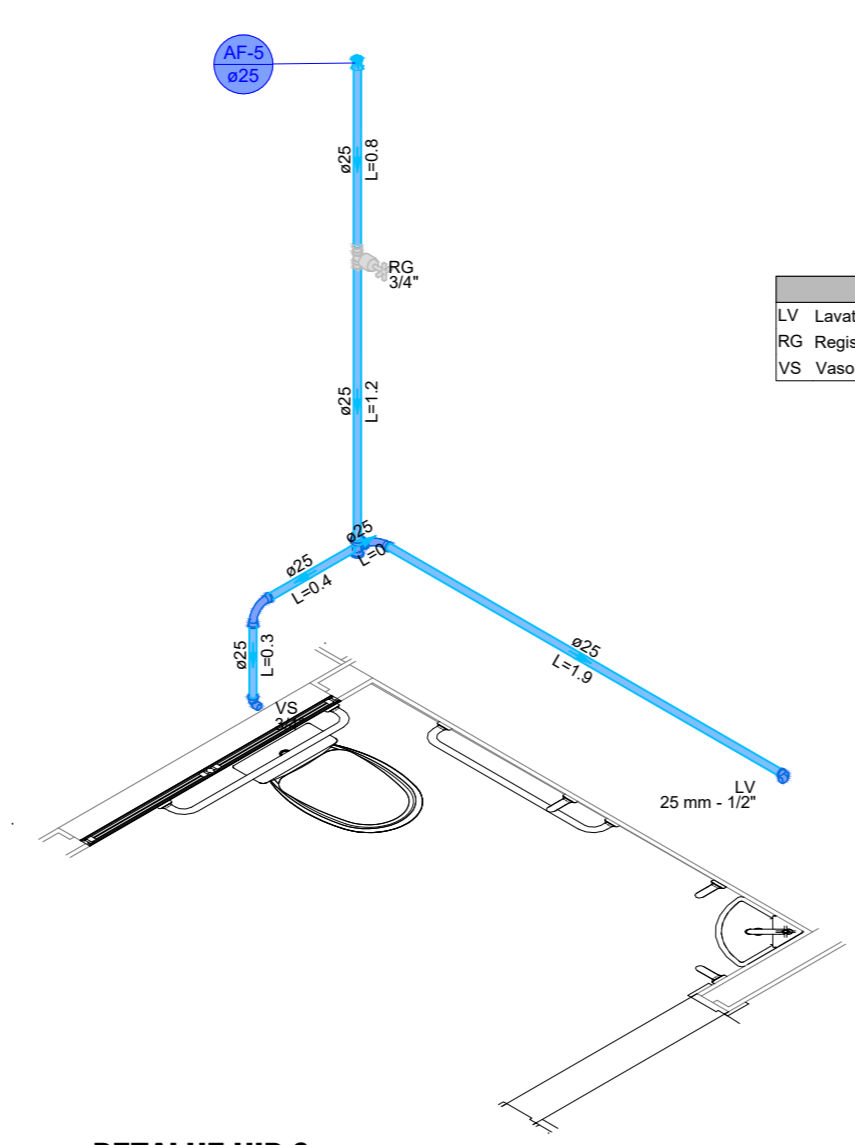 AF-5
ø25
ø25
L=0.8
RG
3/4"
LV Lavat
RG Regis
VS Vaso
ø25
L=1.2
ø25
L=0
ø25
L=0.4
ø25
L=0.3
ø25
L=1.9
VS
LV
25 mm - 1/2"